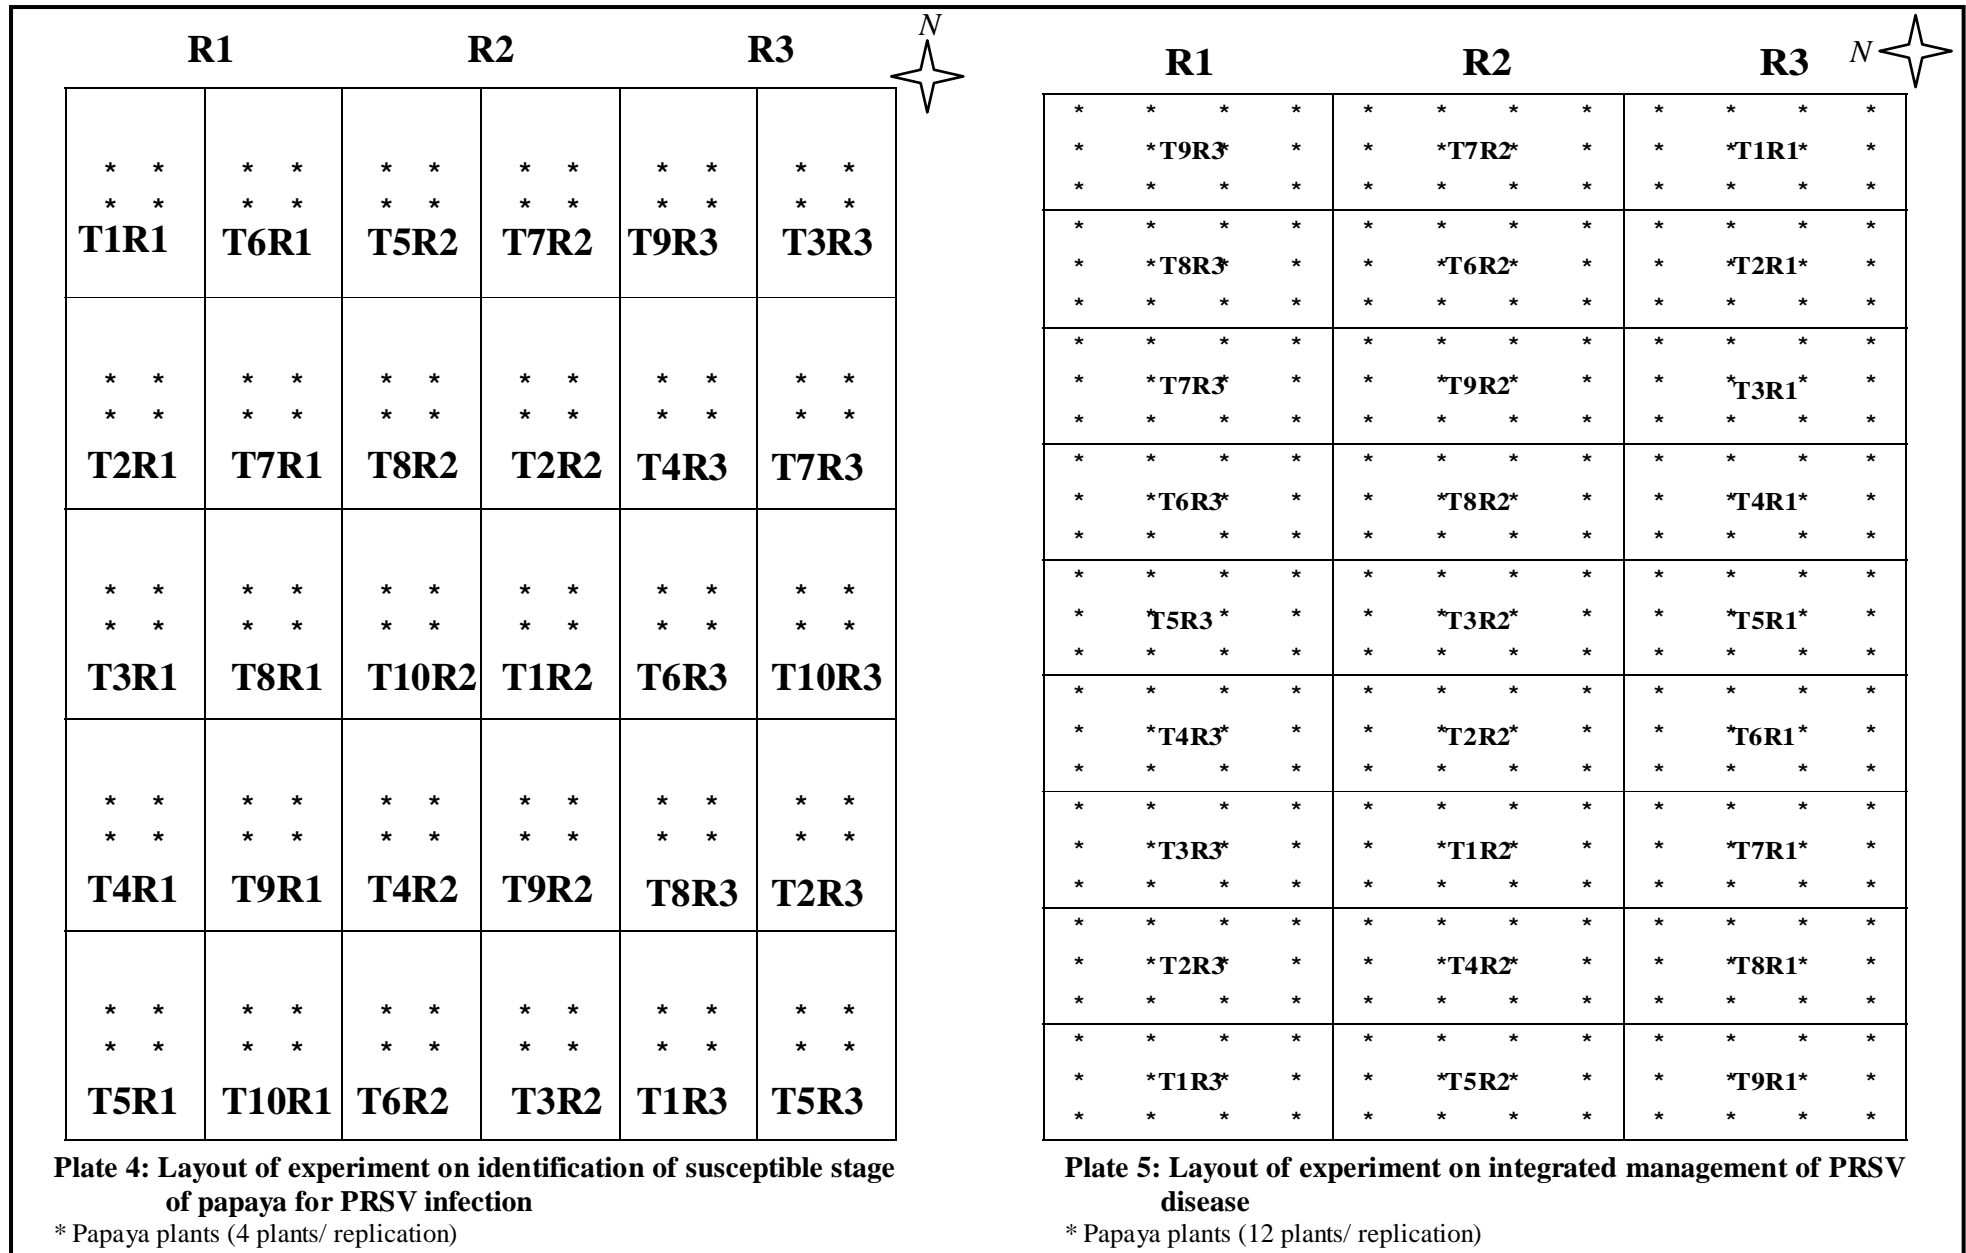 R1 R2 R3 N
* * * * * * * * * * * *
* * * * * * * * * * * *
T1R1 T6R1 T5R2 T7R2 T9R3 T3R3
* * * * * * * * * * * *
* * * * * * * * * * * *
T2R1 T7R1 T8R2 T2R2 T4R3 T7R3
* * * * * * * * * * * *
* * * * * * * * * * * *
T3R1 T8R1 T10R2 T1R2 T6R3 T10R3
* * * * * * * * * * * *
* * * * * * * * * * * *
T4R1 T9R1 T4R2 T9R2 T8R3 T2R3
* * * * * * * * * * * *
* * * * * * * * * * * *
T5R1 T10R1 T6R2 T3R2 T1R3 T5R3
Plate 4: Layout of experiment on identification of susceptible stage
of papaya for PRSV infection
* Papaya plants (4 plants/ replication)
R1 R2 R3 N
* * * * * * * * * * * *
* *T9R3* * * *T7R2* * * *T1R1* *
* * * * * * * * * * * *
* * * * * * * * * * * *
* *T8R3* * * *T6R2* * * *T2R1* *
* * * * * * * * * * * *
* * * * * * * * * * * *
* *T7R3* * * *T9R2* * * *T3R1* *
* * * * * * * * * * * *
* * * * * * * * * * * *
* *T6R3* * * *T8R2* * * *T4R1* *
* * * * * * * * * * * *
* * * * * * * * * * * *
* *T5R3* * * *T3R2* * * *T5R1* *
* * * * * * * * * * * *
* * * * * * * * * * * *
* *T4R3* * * *T2R2* * * *T6R1* *
* * * * * * * * * * * *
* * * * * * * * * * * *
* *T3R3* * * *T1R2* * * *T7R1* *
* * * * * * * * * * * *
* * * * * * * * * * * *
* *T2R3* * * *T4R2* * * *T8R1* *
* * * * * * * * * * * *
* * * * * * * * * * * *
* *T1R3* * * *T5R2* * * *T9R1* *
* * * * * * * * * * * *
Plate 5: Layout of experiment on integrated management of PRSV
disease
* Papaya plants (12 plants/ replication)